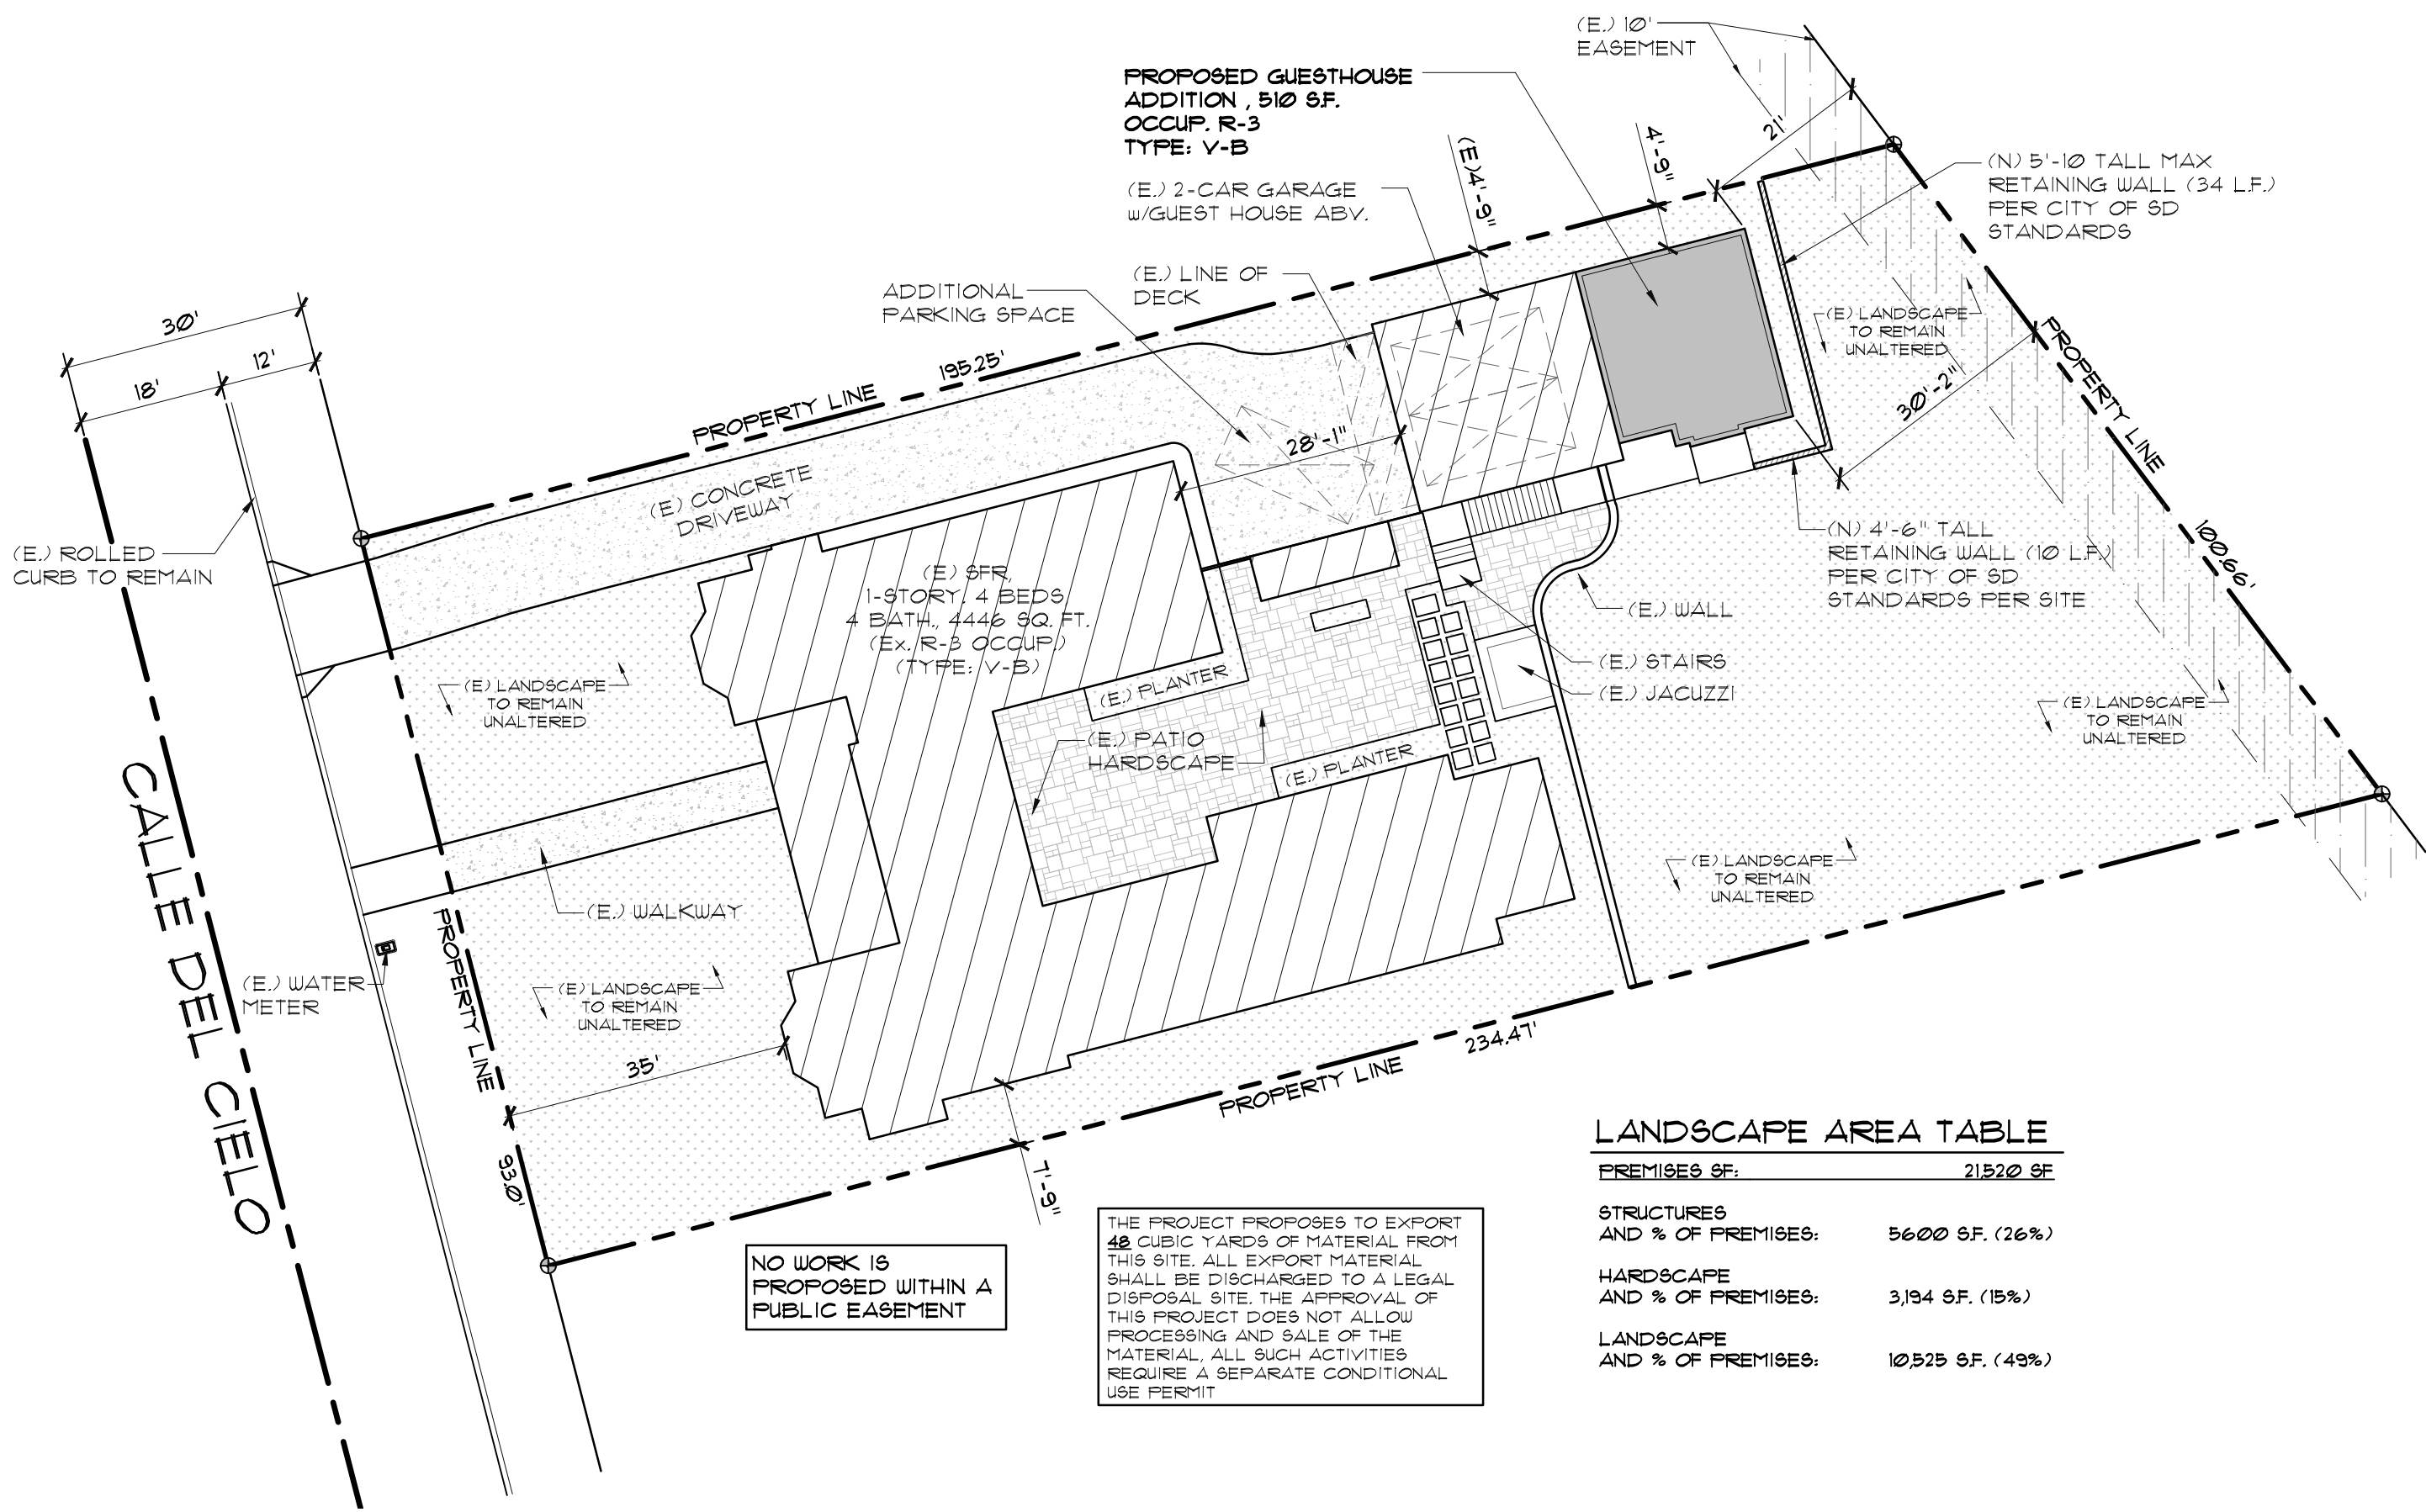 (E.) 10'
EASEMENT
PROPOSED GUESTHOUSE
ADDITION , 510 S.F.
OCCUP. R-3
TYPE: V-B
(E.) 2-CAR GARAGE
w/GUEST HOUSE ABV.
(E.) LINE OF
DECK
ADDITIONAL
PARKING SPACE
(E)4'-9"
4'-9"
21'
(N) 5'-10 TALL MAX
RETAINING WALL (34 L.F.)
PER CITY OF SD
STANDARDS
(E) LANDSCAPE
TO REMAIN
UNALTERED
PROPERTY LINE
30'-2"
100.66'
30'
18'
12'
PROPERTY LINE
195.25'
28'-1"
(E) CONCRETE
DRIVEWAY
(E.) ROLLED
CURB TO REMAIN
(E) SFR,
1-STORY. 4 BEDS
4 BATH., 4446 SQ. FT.
(Ex. R-3 OCCUP.)
(TYPE: V-B)
(N) 4'-6" TALL
RETAINING WALL (10 L.F.)
PER CITY OF SD
STANDARDS PER SITE
(E.) WALL
(E.) STAIRS
(E.) JACUZZI
(E) LANDSCAPE
TO REMAIN
UNALTERED
(E.) PLANTER
(E.) PATIO
HARDSCAPE
(E.) PLANTER
(E) LANDSCAPE
TO REMAIN
UNALTERED
(E) LANDSCAPE
TO REMAIN
UNALTERED
CALLE DEL CIELO
(E.) WALKWAY
PROPERTY LINE
(E.) WATER
METER
(E) LANDSCAPE
TO REMAIN
UNALTERED
35'
93.0'
7'-9"
PROPERTY LINE
234.47'
NO WORK IS
PROPOSED WITHIN A
PUBLIC EASEMENT
THE PROJECT PROPOSES TO EXPORT
48 CUBIC YARDS OF MATERIAL FROM
THIS SITE. ALL EXPORT MATERIAL
SHALL BE DISCHARGED TO A LEGAL
DISPOSAL SITE. THE APPROVAL OF
THIS PROJECT DOES NOT ALLOW
PROCESSING AND SALE OF THE
MATERIAL, ALL SUCH ACTIVITIES
REQUIRE A SEPARATE CONDITIONAL
USE PERMIT
LANDSCAPE AREA TABLE
PREMISES SF: 21,520 SF
STRUCTURES
AND % OF PREMISES: 5600 S.F. (26%)
HARDSCAPE
AND % OF PREMISES: 3,194 S.F. (15%)
LANDSCAPE
AND % OF PREMISES: 10,525 S.F. (49%)